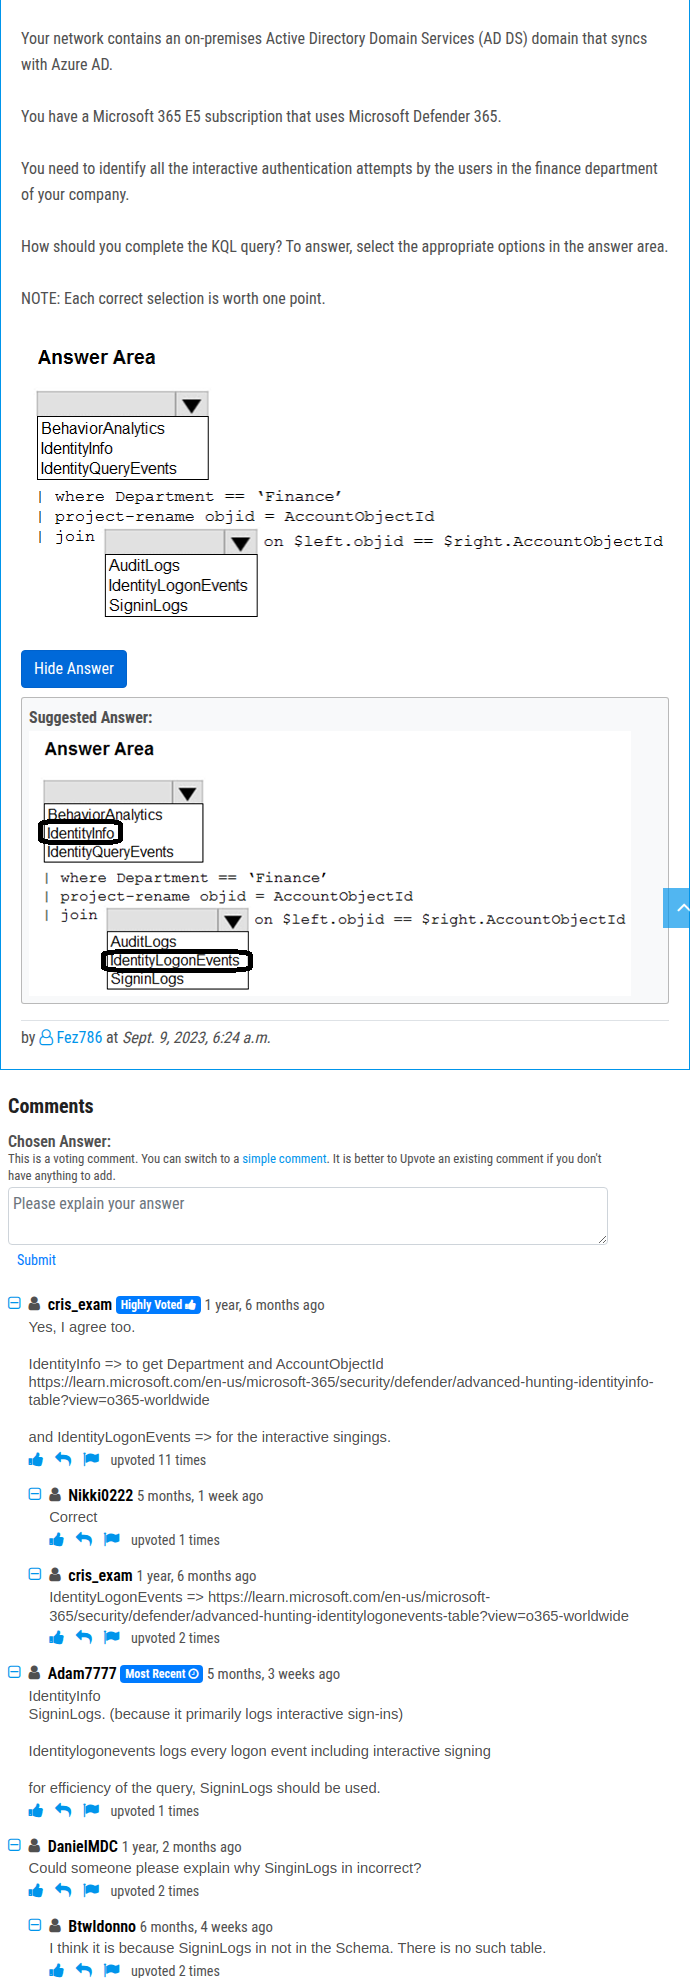 Your network contains an on-premises Active Directory Domain Services (AD DS) domain that syncs
with Azure AD.
You have a Microsoft 365 E5 subscription that uses Microsoft Defender 365.
You need to identify all the interactive authentication attempts by the users in the finance department
of your company.
How should you complete the KQL query? To answer, select the appropriate options in the answer area.
NOTE: Each correct selection is worth one point.
Answer Area
BehaviorAnalytics
IdentityInfo
IdentityQueryEvents
| where Department == ‘Finance’
| project-rename objid = AccountObjectId
| join on $left.objid == $right.AccountObjectId
AuditLogs
IdentityLogonEvents
SigninLogs
Hide Answer
Suggested Answer:
Answer Area
BehaviorAnalytics
IdentityInfo
IdentityQueryEvents
| where Department == ‘Finance’
| project-rename objid = AccountObjectId
| join on $left.objid == $right.AccountObjectId
AuditLogs
IdentityLogonEvents
SigninLogs
by Fez786 at Sept. 9, 2023, 6:24 a.m.
Comments
Chosen Answer:
This is a voting comment. You can switch to a simple comment. It is better to Upvote an existing comment if you don't
have anything to add.
Please explain your answer
Submit
cris_exam Highly Voted 1 year, 6 months ago
Yes, I agree too.
IdentityInfo => to get Department and AccountObjectId
https://learn.microsoft.com/en-us/microsoft-365/security/defender/advanced-hunting-identityinfo-
table?view=o365-worldwide
and IdentityLogonEvents => for the interactive singings.
upvoted 11 times
Nikki0222 5 months, 1 week ago
Correct
upvoted 1 times
cris_exam 1 year, 6 months ago
IdentityLogonEvents => https://learn.microsoft.com/en-us/microsoft-
365/security/defender/advanced-hunting-identitylogonevents-table?view=o365-worldwide
upvoted 2 times
Adam7777 Most Recent 5 months, 3 weeks ago
IdentityInfo
SigninLogs. (because it primarily logs interactive sign-ins)
Identitylogonevents logs every logon event including interactive signing
for efficiency of the query, SigninLogs should be used.
upvoted 1 times
DanielMDC 1 year, 2 months ago
Could someone please explain why SinginLogs in incorrect?
upvoted 2 times
Btwldonno 6 months, 4 weeks ago
I think it is because SigninLogs in not in the Schema. There is no such table.
upvoted 2 times